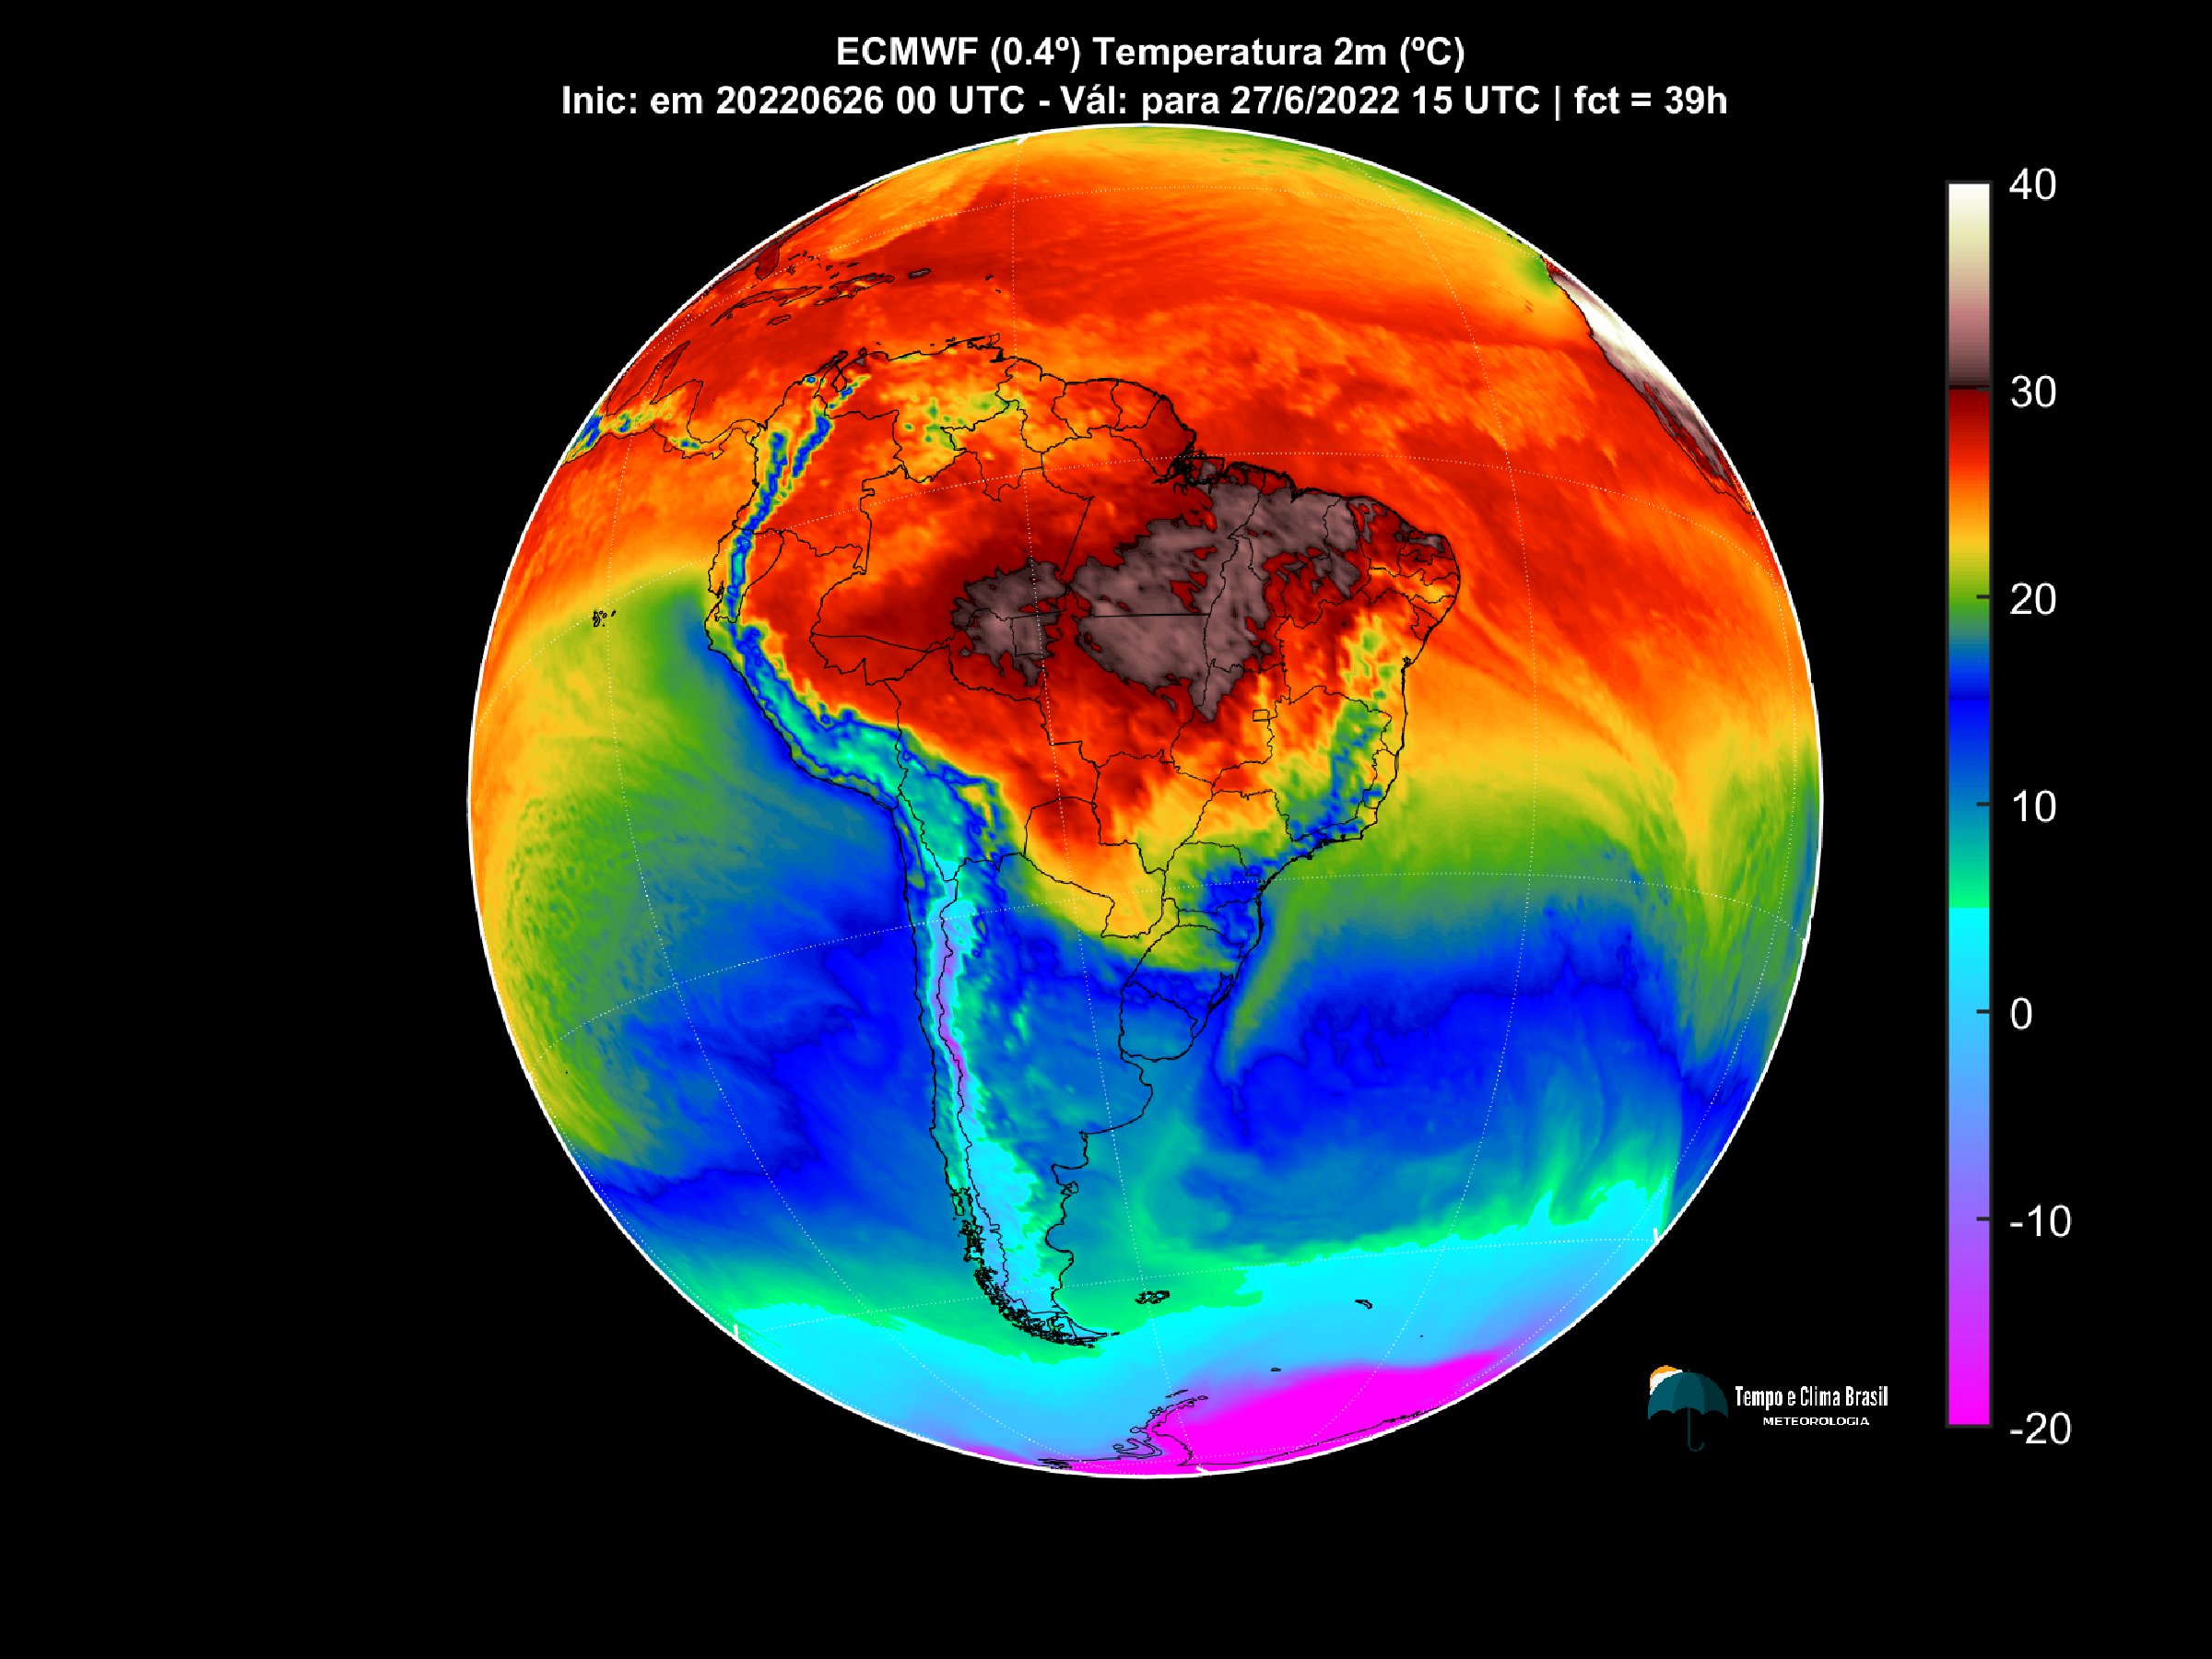 ECMWF (0.4º) Temperatura 2m (ºC)
Inic: em 20220626 00 UTC - Vál: para 27/6/2022 15 UTC | fct = 39h
40
30
20
10
0
-10
-20
Tempo e Clima Brasil
METEOROLOGIA